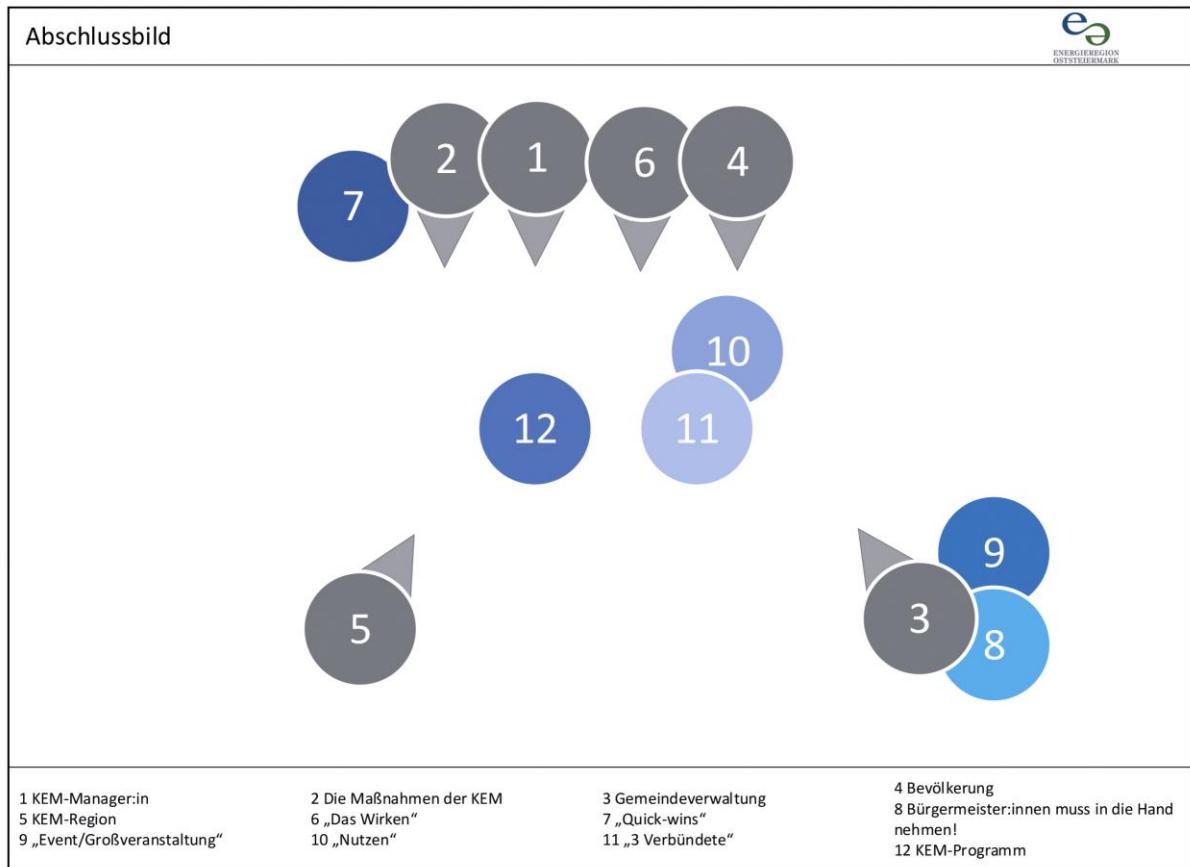 Abschlussbild
ENERGIEREGION
OSTSTEIERMARK
2
1
6
4
7
10
12
11
9
5
3
8
1 KEM-Manager:in
5 KEM-Region
9 „Event/Großveranstaltung“
2 Die Maßnahmen der KEM
6 „Das Wirken“
10 „Nutzen“
3 Gemeindeverwaltung
7 „Quick-wins“
11 „3 Verbündete“
4 Bevölkerung
8 Bürgermeister:innen muss in die Hand
nehmen!
12 KEM-Programm